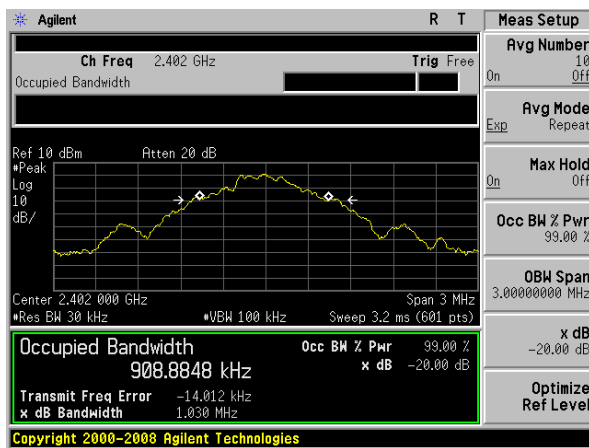 Agilent R T Meas Setup
Ch Freq 2.402 GHz Trig Free
Occupied Bandwidth
Avg Number
10
On Off
Avg Mode
Exp Repeat
Max Hold
On Off
Occ BW % Pwr
99.00 %
OBW Span
3.00000000 MHz
x dB
-20.00 dB
Optimize
Ref Level
Ref 10 dBm Atten 20 dB
#Peak
Log
10
dB/
Center 2.402 000 GHz Span 3 MHz
#Res BW 30 kHz #VBW 100 kHz Sweep 3.2 ms (601 pts)
Occupied Bandwidth Occ BW % Pwr 99.00 %
908.8848 kHz x dB -20.00 dB
Transmit Freq Error -14.012 kHz
x dB Bandwidth 1.030 MHz
Copyright 2000-2008 Agilent Technologies